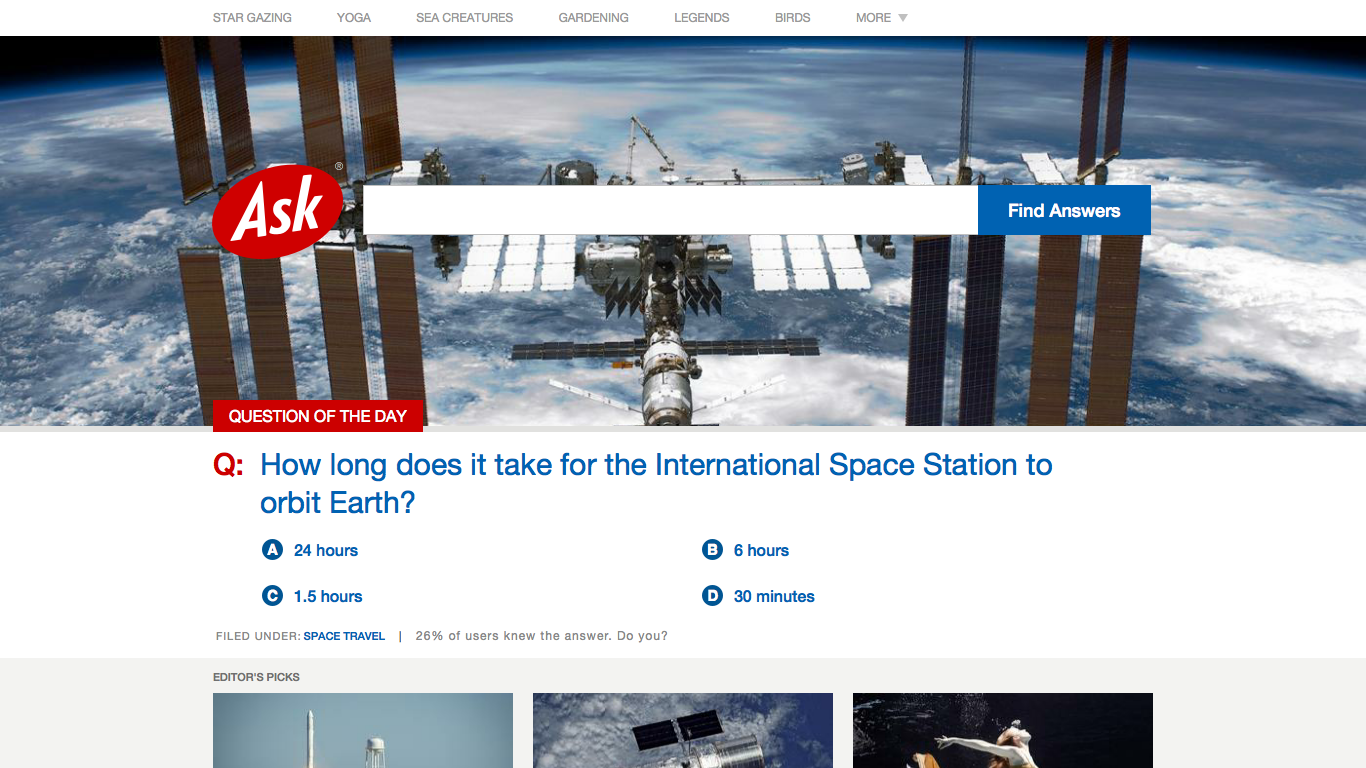 STAR GAZING YOGA SEA CREATURES GARDENING LEGENDS BIRDS MORE
Ask ®
Find Answers
QUESTION OF THE DAY
Q: How long does it take for the International Space Station to
orbit Earth?
A 24 hours
B 6 hours
C 1.5 hours
D 30 minutes
FILED UNDER: SPACE TRAVEL | 26% of users knew the answer. Do you?
EDITOR'S PICKS